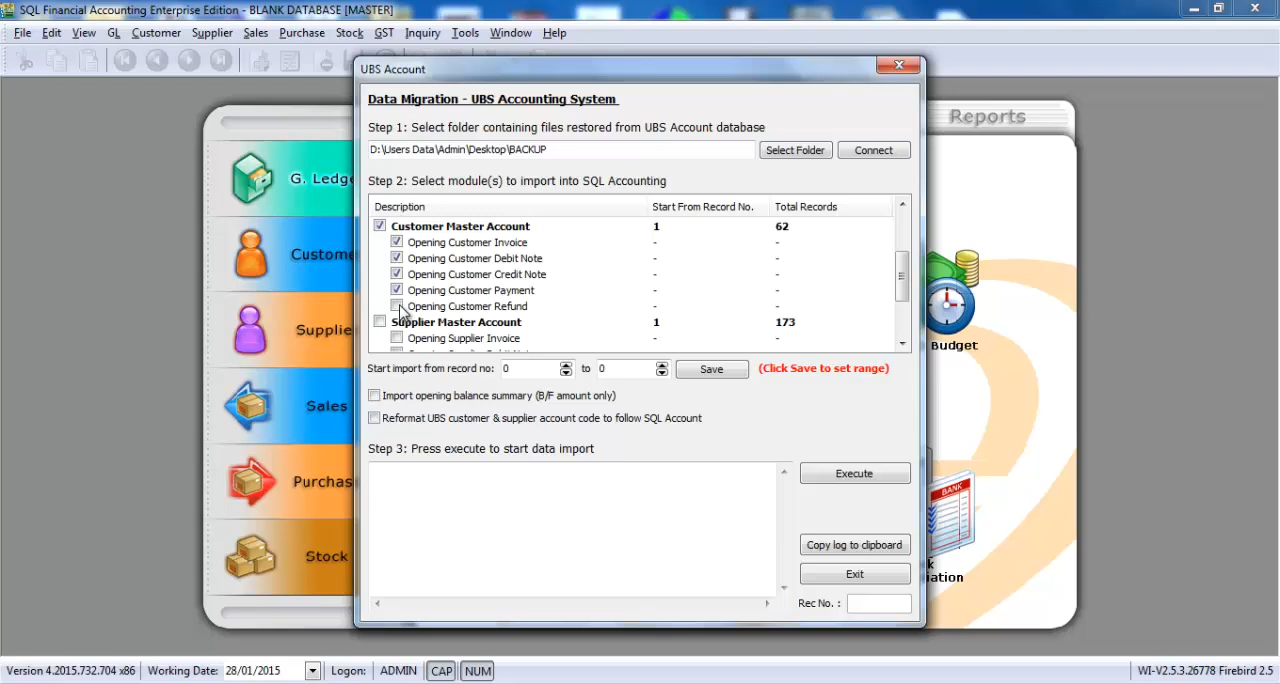 SQL Financial Accounting Enterprise Edition - BLANK DATABASE [MASTER]
File Edit View GL Customer Supplier Sales Purchase Stock GST Inquiry Tools Window Help
UBS Account
Data Migration - UBS Accounting System
Step 1: Select folder containing files restored from UBS Account database
D:\Users Data\Admin\Desktop\BACKUP Select Folder Connect
Step 2: Select module(s) to import into SQL Accounting
Description Start From Record No. Total Records
Customer Master Account 1 62
Opening Customer Invoice - -
Opening Customer Debit Note - -
Opening Customer Credit Note - -
Opening Customer Payment - -
Opening Customer Refund - -
Supplier Master Account 1 173
Opening Supplier Invoice - -
Start import from record no: 0 to 0 Save (Click Save to set range)
Import opening balance summary (B/F amount only)
Reformat UBS customer & supplier account code to follow SQL Account
Step 3: Press execute to start data import
Execute
Copy log to clipboard
Exit
Rec No. :
G. Ledge
Custome
Supplie
Sales
Purchas
Stock
Reports
Budget
BANK
k
iation
Version 4.2015.732.704 x86 Working Date: 28/01/2015 Logon: ADMIN CAP NUM WI-V2.5.3.26778 Firebird 2.5